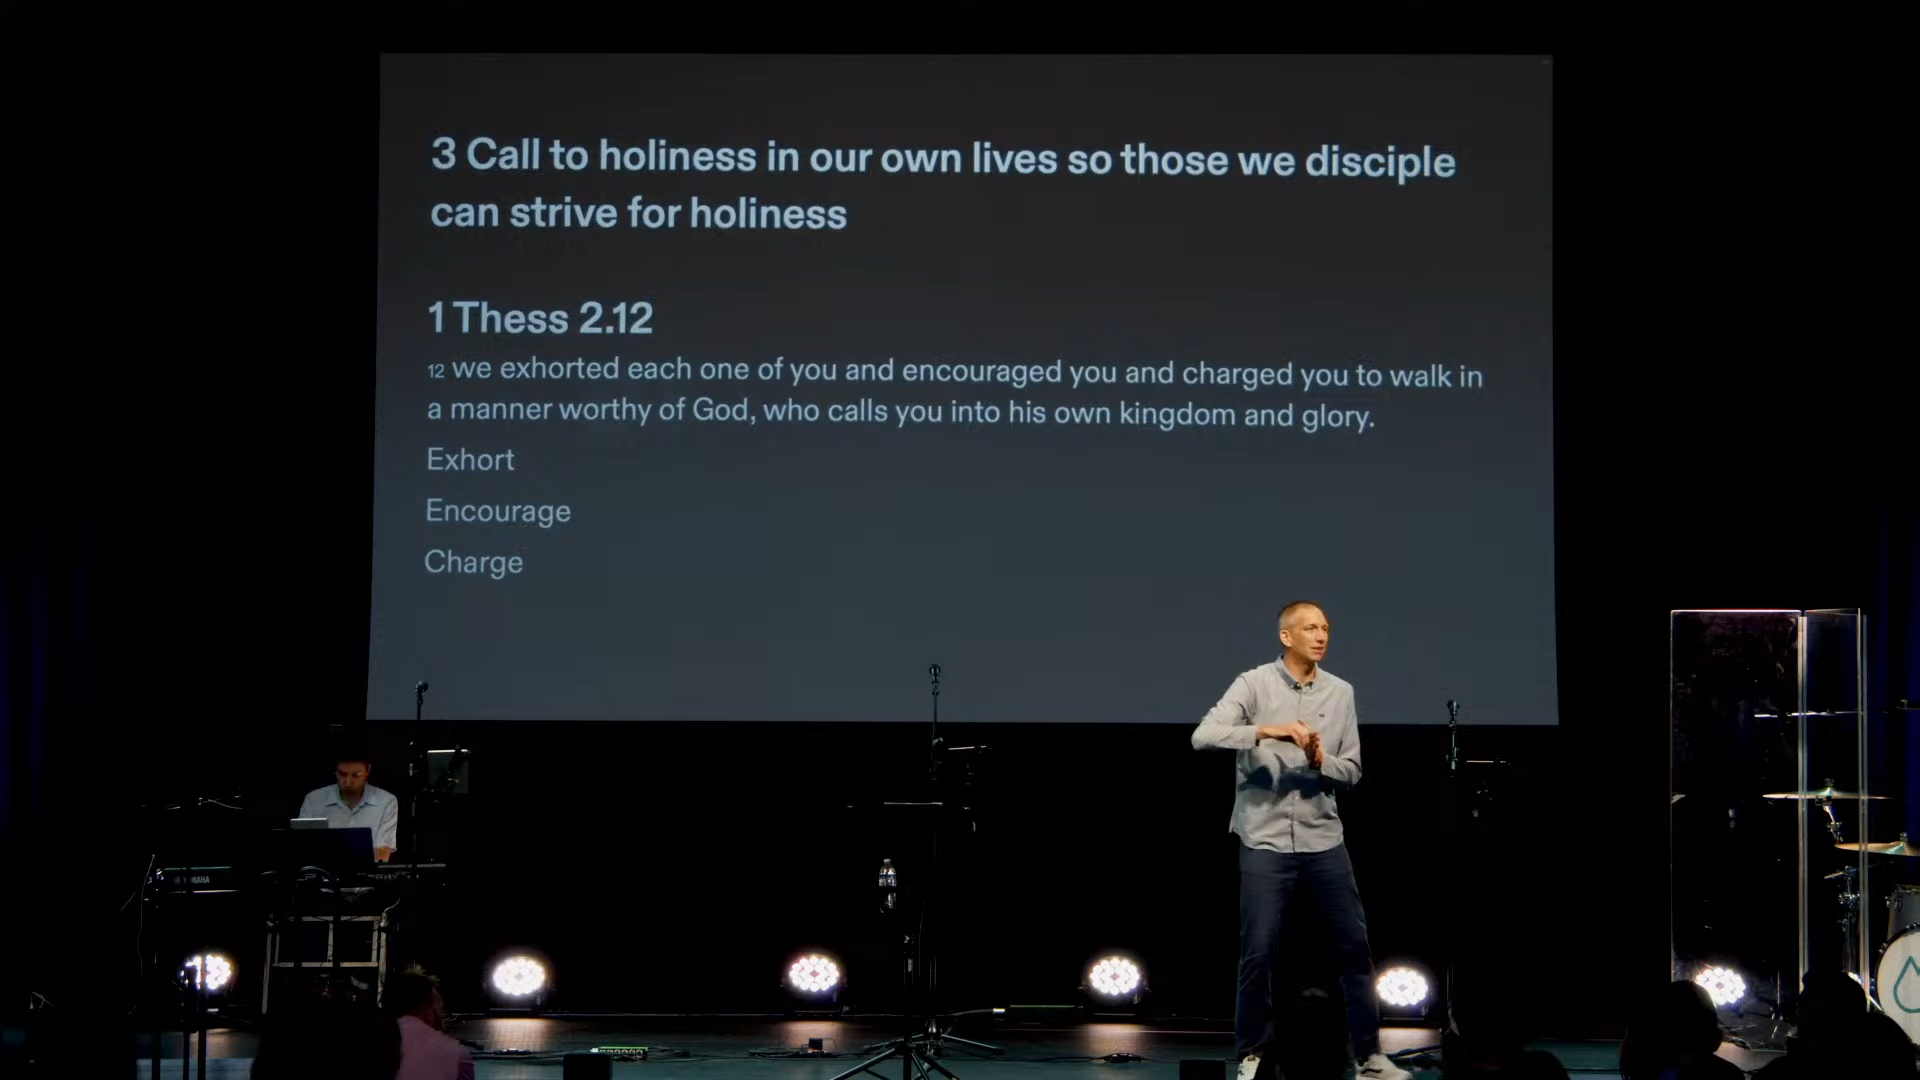 3 Call to holiness in our own lives so those we disciple
can strive for holiness
1 Thess 2.12
12 we exhorted each one of you and encouraged you and charged you to walk in
a manner worthy of God, who calls you into his own kingdom and glory.
Exhort
Encourage
Charge
YAMAHA